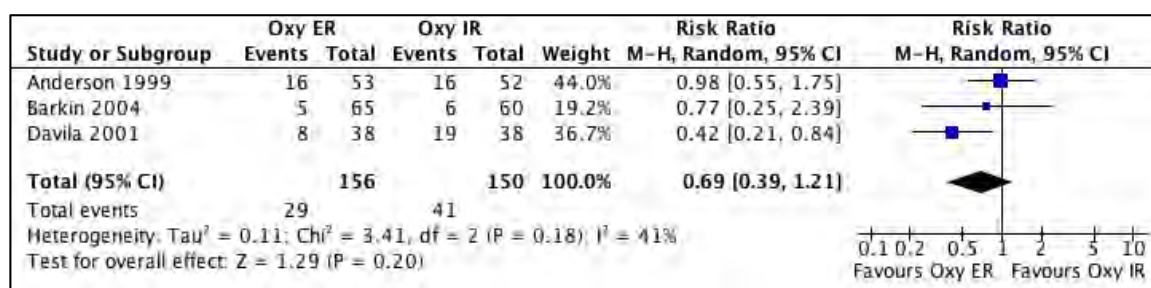 Oxy ER Oxy IR Risk Ratio Risk Ratio
Study or Subgroup Events Total Events Total Weight M-H, Random, 95% CI M-H, Random, 95% CI
Anderson 1999 16 53 16 52 44.0% 0.98 [0.55, 1.75]
Barkin 2004 5 65 6 60 19.2% 0.77 [0.25, 2.39]
Davila 2001 8 38 19 38 36.7% 0.42 [0.21, 0.84]
Total (95% CI) 156 150 100.0% 0.69 [0.39, 1.21]
Total events 29 41
Heterogeneity: Tau² = 0.11; Chi² = 3.41, df = 2 (P = 0.18); I² = 41%
Test for overall effect: Z = 1.29 (P = 0.20)
0.1 0.2 0.5 1 2 5 10
Favours Oxy ER Favours Oxy IR